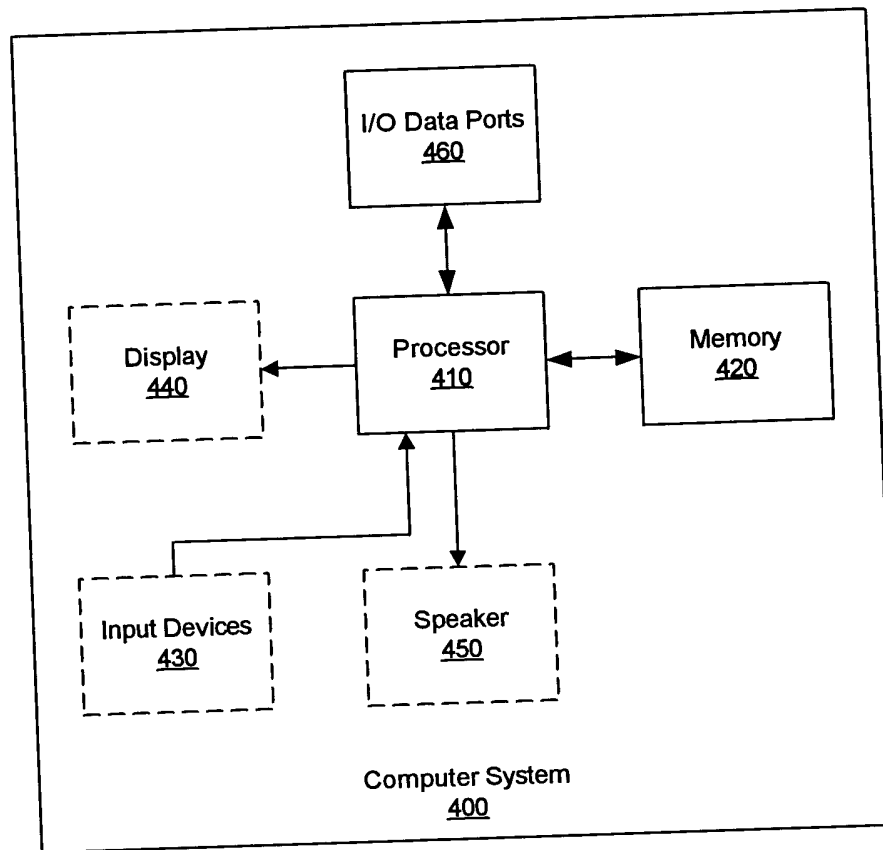 I/O Data Ports
460
Display
440
Processor
410
Memory
420
Input Devices
430
Speaker
450
Computer System
400